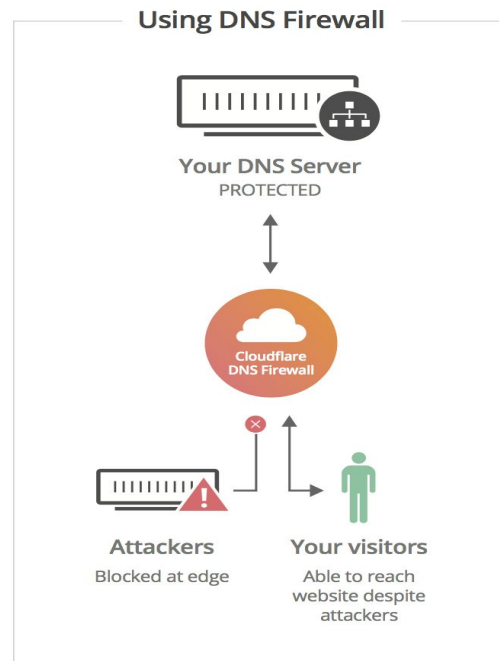 Using DNS Firewall
Your DNS Server
PROTECTED
Cloudflare
DNS Firewall
Attackers
Blocked at edge
Your visitors
Able to reach
website despite
attackers